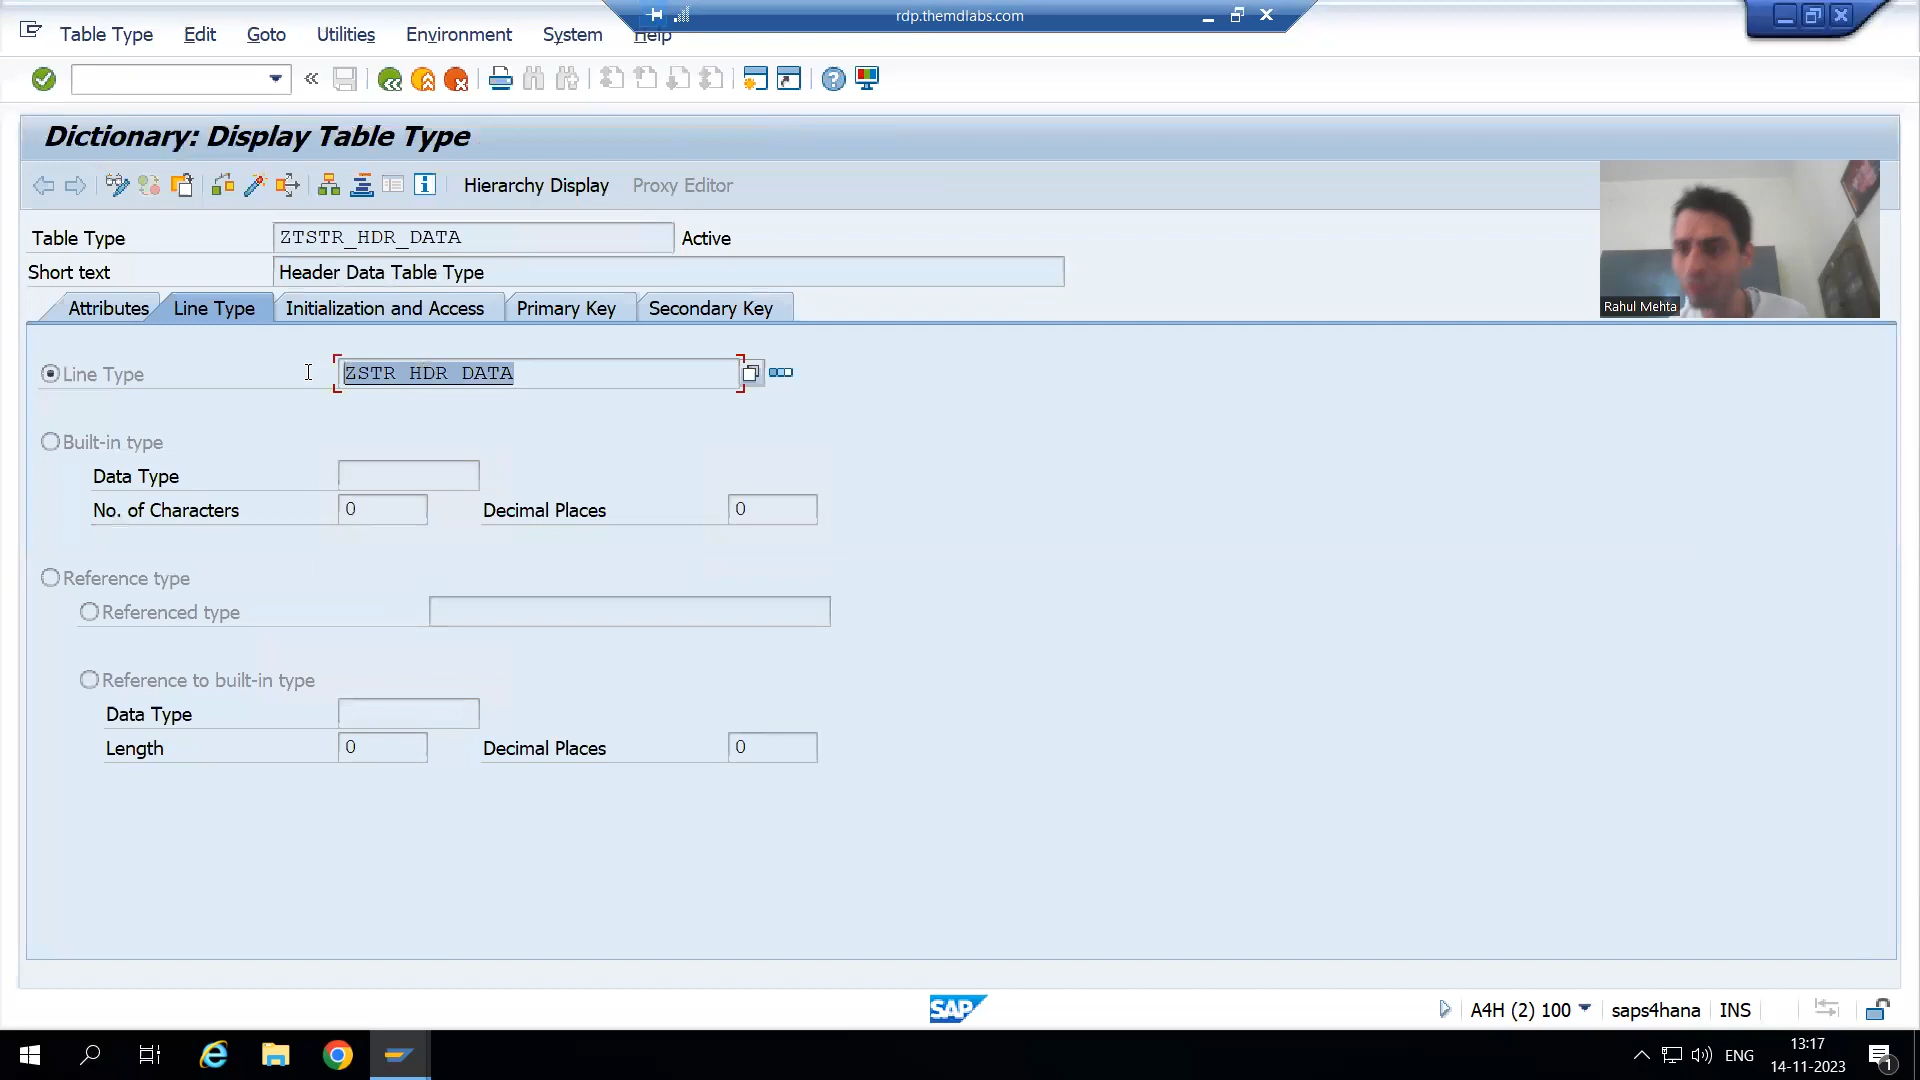 rdp.themdlabs.com
Table Type Edit Goto Utilities Environment System Help
Dictionary: Display Table Type
Hierarchy Display Proxy Editor
Table Type ZTSTR_HDR_DATA Active
Short text Header Data Table Type
Attributes Line Type Initialization and Access Primary Key Secondary Key
Rahul Mehta
Line Type ZSTR_HDR_DATA
Built-in type
Data Type
No. of Characters 0 Decimal Places 0
Reference type
Referenced type
Reference to built-in type
Data Type
Length 0 Decimal Places 0
SAP
A4H (2) 100 saps4hana INS
ENG
13:17
14-11-2023
1